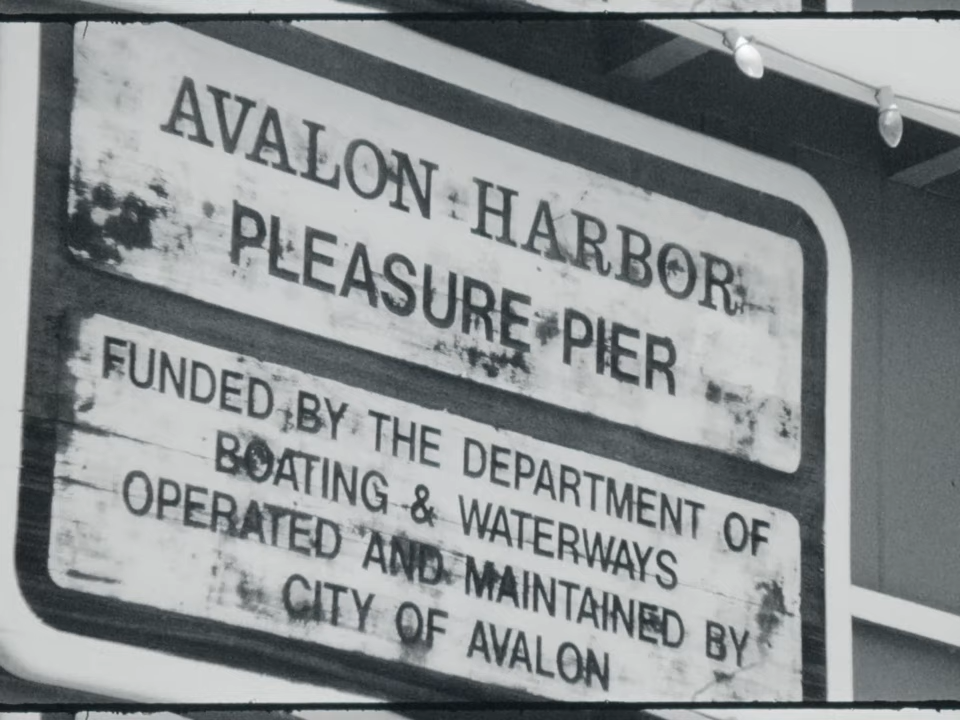 AVALON HARBOR
PLEASURE PIER
FUNDED BY THE DEPARTMENT OF
BOATING & WATERWAYS
OPERATED AND MAINTAINED BY
CITY OF AVALON